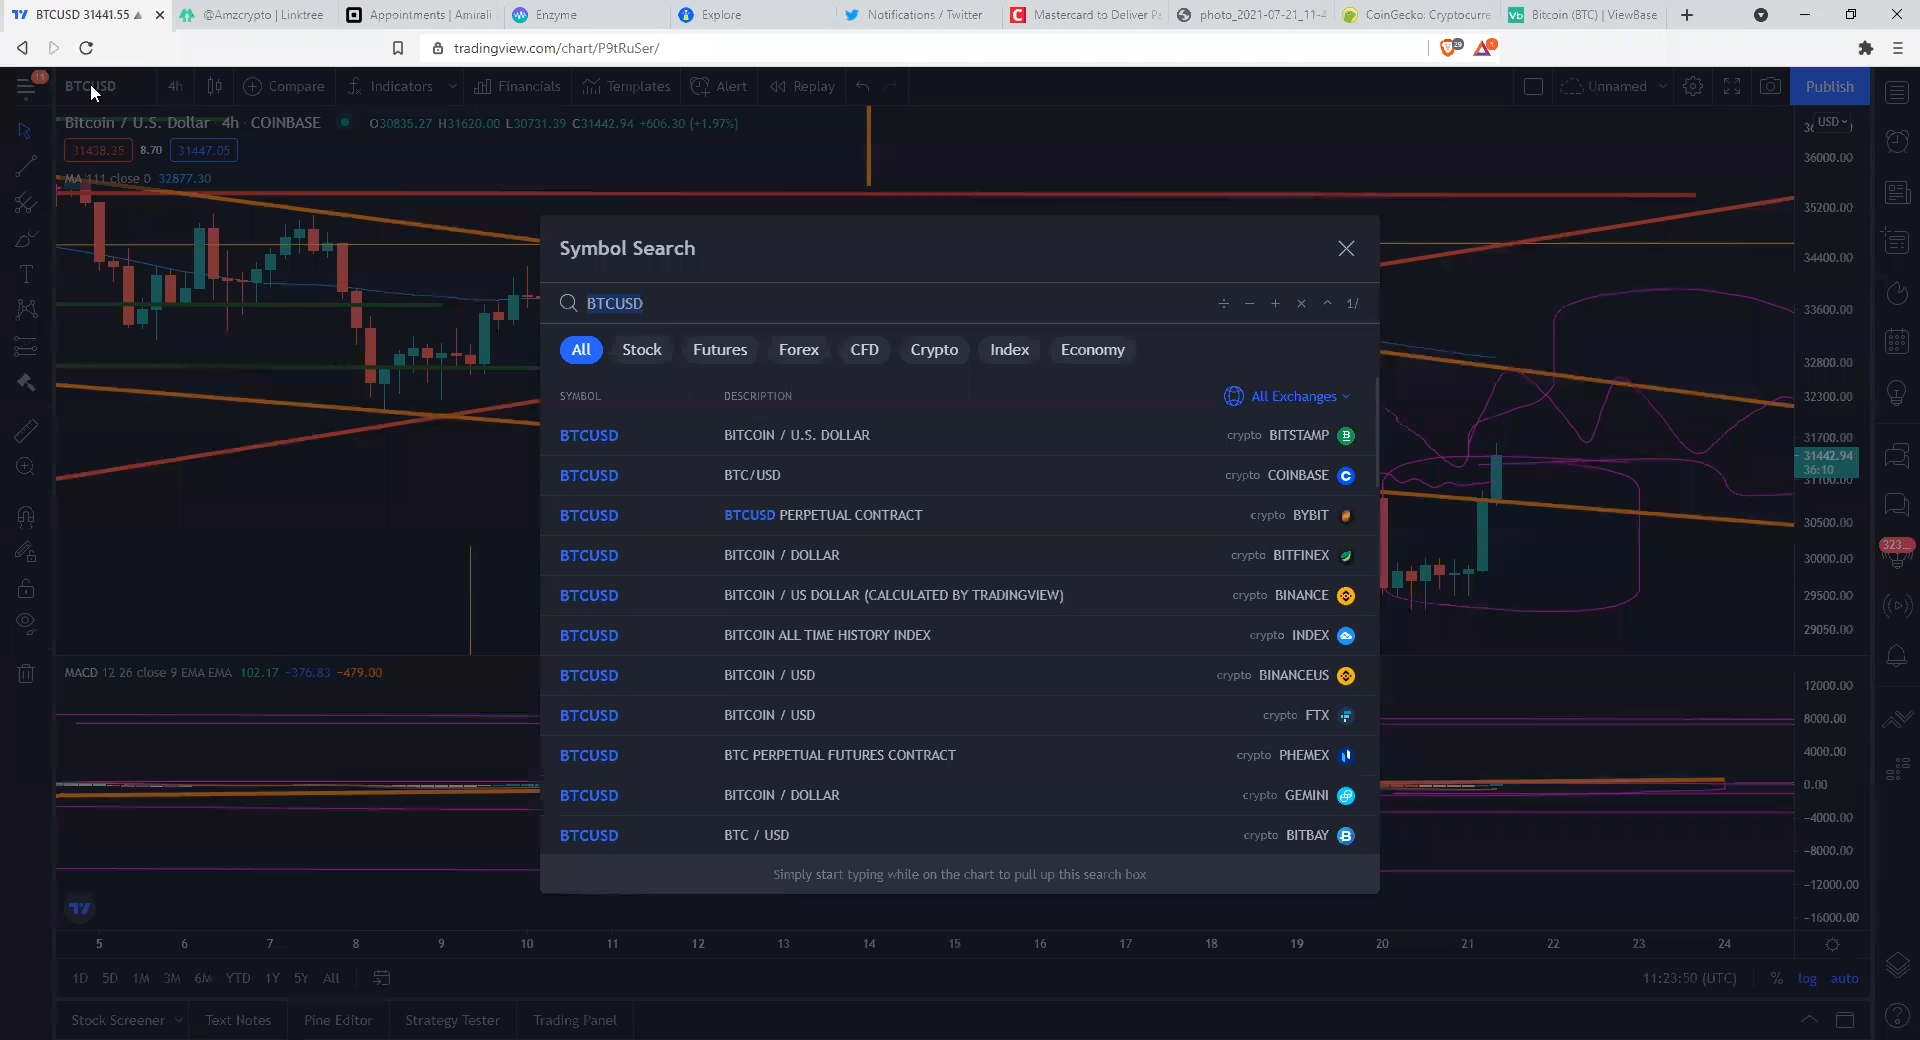 BTCUSD 31441.55 ▲
@Amzcrypto | Linktree
Appointments | Amirali
Enzyme
Explore
Notifications / Twitter
Mastercard to Deliver Pa
photo_2021-07-21_11-4
CoinGecko: Cryptocurre
Bitcoin (BTC) | ViewBase
tradingview.com/chart/P9tRuSer/
29
1
11
BTCUSD
4h
Compare
Indicators
Financials
Templates
Alert
Replay
Unnamed
Publish
Bitcoin / U.S. Dollar · 4h · COINBASE
O30835.27 H31620.00 L30731.39 C31442.94 +606.30 (+1.97%)
USD
31438.35 8.70 31447.05
MA 111 close 0 32877.30
36000.00
35200.00
34400.00
33600.00
32800.00
32300.00
31700.00
31442.94
36:10
31100.00
30500.00
30000.00
29500.00
29050.00
323...
Symbol Search
BTCUSD
÷ − + × ^ 1/
All Stock Futures Forex CFD Crypto Index Economy
SYMBOL DESCRIPTION All Exchanges
BTCUSD BITCOIN / U.S. DOLLAR crypto BITSTAMP
BTCUSD BTC/USD crypto COINBASE
BTCUSD BTCUSD PERPETUAL CONTRACT crypto BYBIT
BTCUSD BITCOIN / DOLLAR crypto BITFINEX
BTCUSD BITCOIN / US DOLLAR (CALCULATED BY TRADINGVIEW) crypto BINANCE
BTCUSD BITCOIN ALL TIME HISTORY INDEX crypto INDEX
BTCUSD BITCOIN / USD crypto BINANCEUS
BTCUSD BITCOIN / USD crypto FTX
BTCUSD BTC PERPETUAL FUTURES CONTRACT crypto PHEMEX
BTCUSD BITCOIN / DOLLAR crypto GEMINI
BTCUSD BTC / USD crypto BITBAY
Simply start typing while on the chart to pull up this search box
MACD 12 26 close 9 EMA EMA 102.17 −376.83 −479.00
12000.00
8000.00
4000.00
0.00
−4000.00
−8000.00
−12000.00
−16000.00
5 6 7 8 9 10 11 12 13 14 15 16 17 18 19 20 21 22 23 24
1D 5D 1M 3M 6M YTD 1Y 5Y All
11:23:50 (UTC) % log auto
Stock Screener Text Notes Pine Editor Strategy Tester Trading Panel